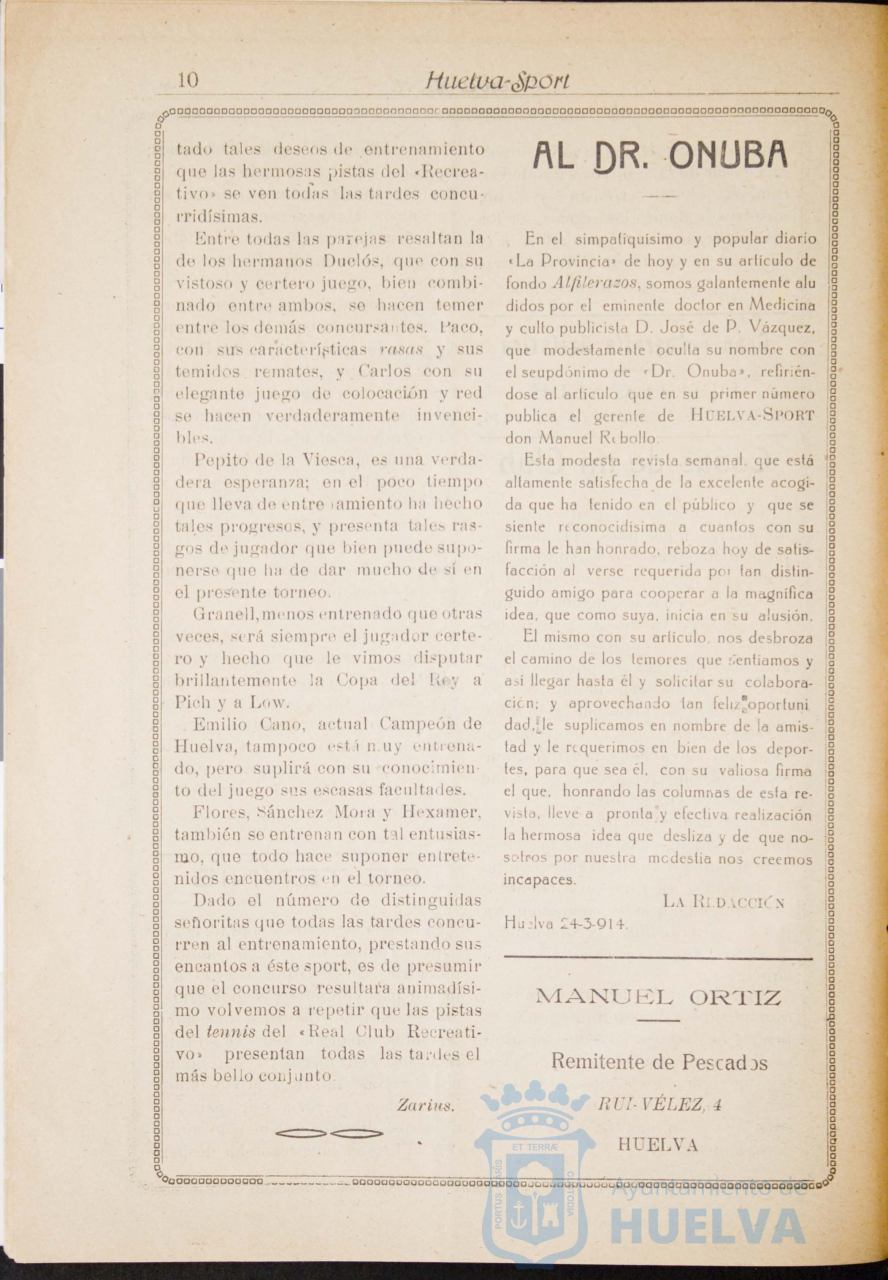 10
Huelva-Sport
tado tales deseos de entrenamiento
que las hermosas pistas del «Recrea-
tivo» se ven todas las tardes concu-
rridísimas.
Entre todas las parejas resaltan la
de los hermanos Duclós, que con su
vistoso y certero juego, bien combi-
nado entre ambos, se hacen temer
entre los demás concursantes. Paco,
con sus características rasas y sus
temidos remates, y Carlos con su
elegante juego de colocación y red
se hacen verdaderamente invenci-
bles.
Pepito de la Viesca, es una verda-
dera esperanza; en el poco tiempo
que lleva de entrenamiento ha hecho
tales progresos, y presenta tales ras-
gos de jugador que bien puede supo-
nerse que ha de dar mucho de sí en
el presente torneo.
Granell, menos entrenado que otras
veces, será siempre el jugador certe-
ro y hecho que le vimos disputar
brillantemente la Copa del Rey a
Pich y a Low.
Emilio Cano, actual Campeón de
Huelva, tampoco está muy entrena-
do, pero suplirá con su conocimien-
to del juego sus escasas facultades.
Flores, Sánchez Mora y Hexamer,
también se entrenan con tal entusias-
mo, que todo hace suponer entrete-
nidos encuentros en el torneo.
Dado el número de distinguidas
señoritas que todas las tardes concu-
rren al entrenamiento, prestando sus
encantos a éste sport, es de presumir
que el concurso resultara animadísi-
mo volvemos a repetir que las pistas
del tennis del «Real Club Recreati-
vo» presentan todas las tardes el
más bello conjunto.
Zarius.
AL DR. ONUBA
En el simpatiquísimo y popular diario
«La Provincia» de hoy y en su artículo de
fondo Alfilerazos, somos galantemente alu
didos por el eminente doctor en Medicina
y culto publicista D. José de P. Vázquez,
que modestamente oculta su nombre con
el seupdónimo de «Dr. Onuba», refirién-
dose al artículo que en su primer número
publica el gerente de HUELVA-SPORT
don Manuel Rebollo.
Esta modesta revista semanal, que está
altamente satisfecha de la excelente acogi-
da que ha tenido en el público y que se
siente reconocidísima a cuantos con su
firma le han honrado, reboza hoy de satis-
facción al verse requerida por tan distin-
guido amigo para cooperar a la magnífica
idea, que como suya, inicia en su alusión.
El mismo con su artículo, nos desbroza
el camino de los temores que sentíamos y
así llegar hasta él y solicitar su colabora-
ción; y aprovechando tan feliz oportuni
dad, le suplicamos en nombre de la amis-
tad y le requerimos en bien de los depor-
tes, para que sea él, con su valiosa firma
el que, honrando las columnas de esta re-
vista, lleve a pronta y efectiva realización
la hermosa idea que desliza y de que no-
sotros por nuestra modestia nos creemos
incapaces.
LA REDACCIÓN
Huelva 24-3-914.
MANUEL ORTIZ
Remitente de Pescados
RUI-VÉLEZ, 4
HUELVA
PORTUS MARIS
ET TERRÆ
CUSTODIA
Ayuntamiento de
HUELVA